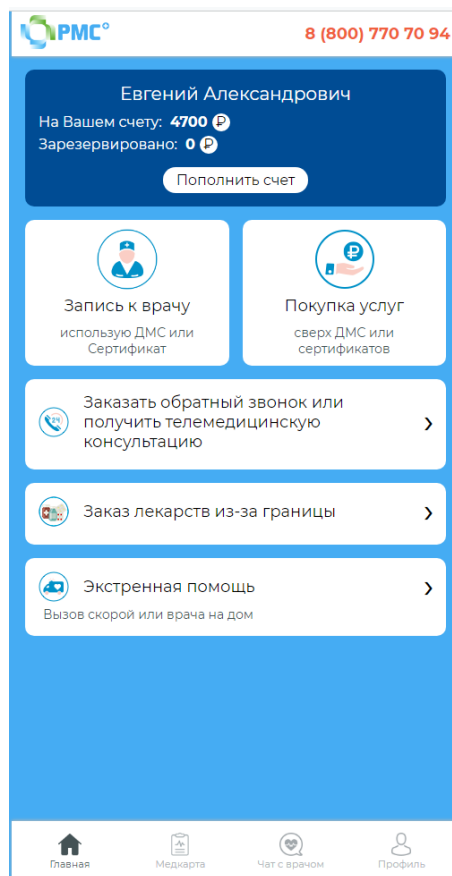 РМС°
8 (800) 770 70 94
Евгений Александрович
На Вашем счету: 4700 ₽
Зарезервировано: 0 ₽
Пополнить счет
Запись к врачу
использую ДМС или
Сертификат
Покупка услуг
сверх ДМС или
сертификатов
Заказать обратный звонок или
получить телемедицинскую
консультацию
Заказ лекарств из-за границы
Экстренная помощь
Вызов скорой или врача на дом
Главная
Медкарта
Чат с врачом
Профиль